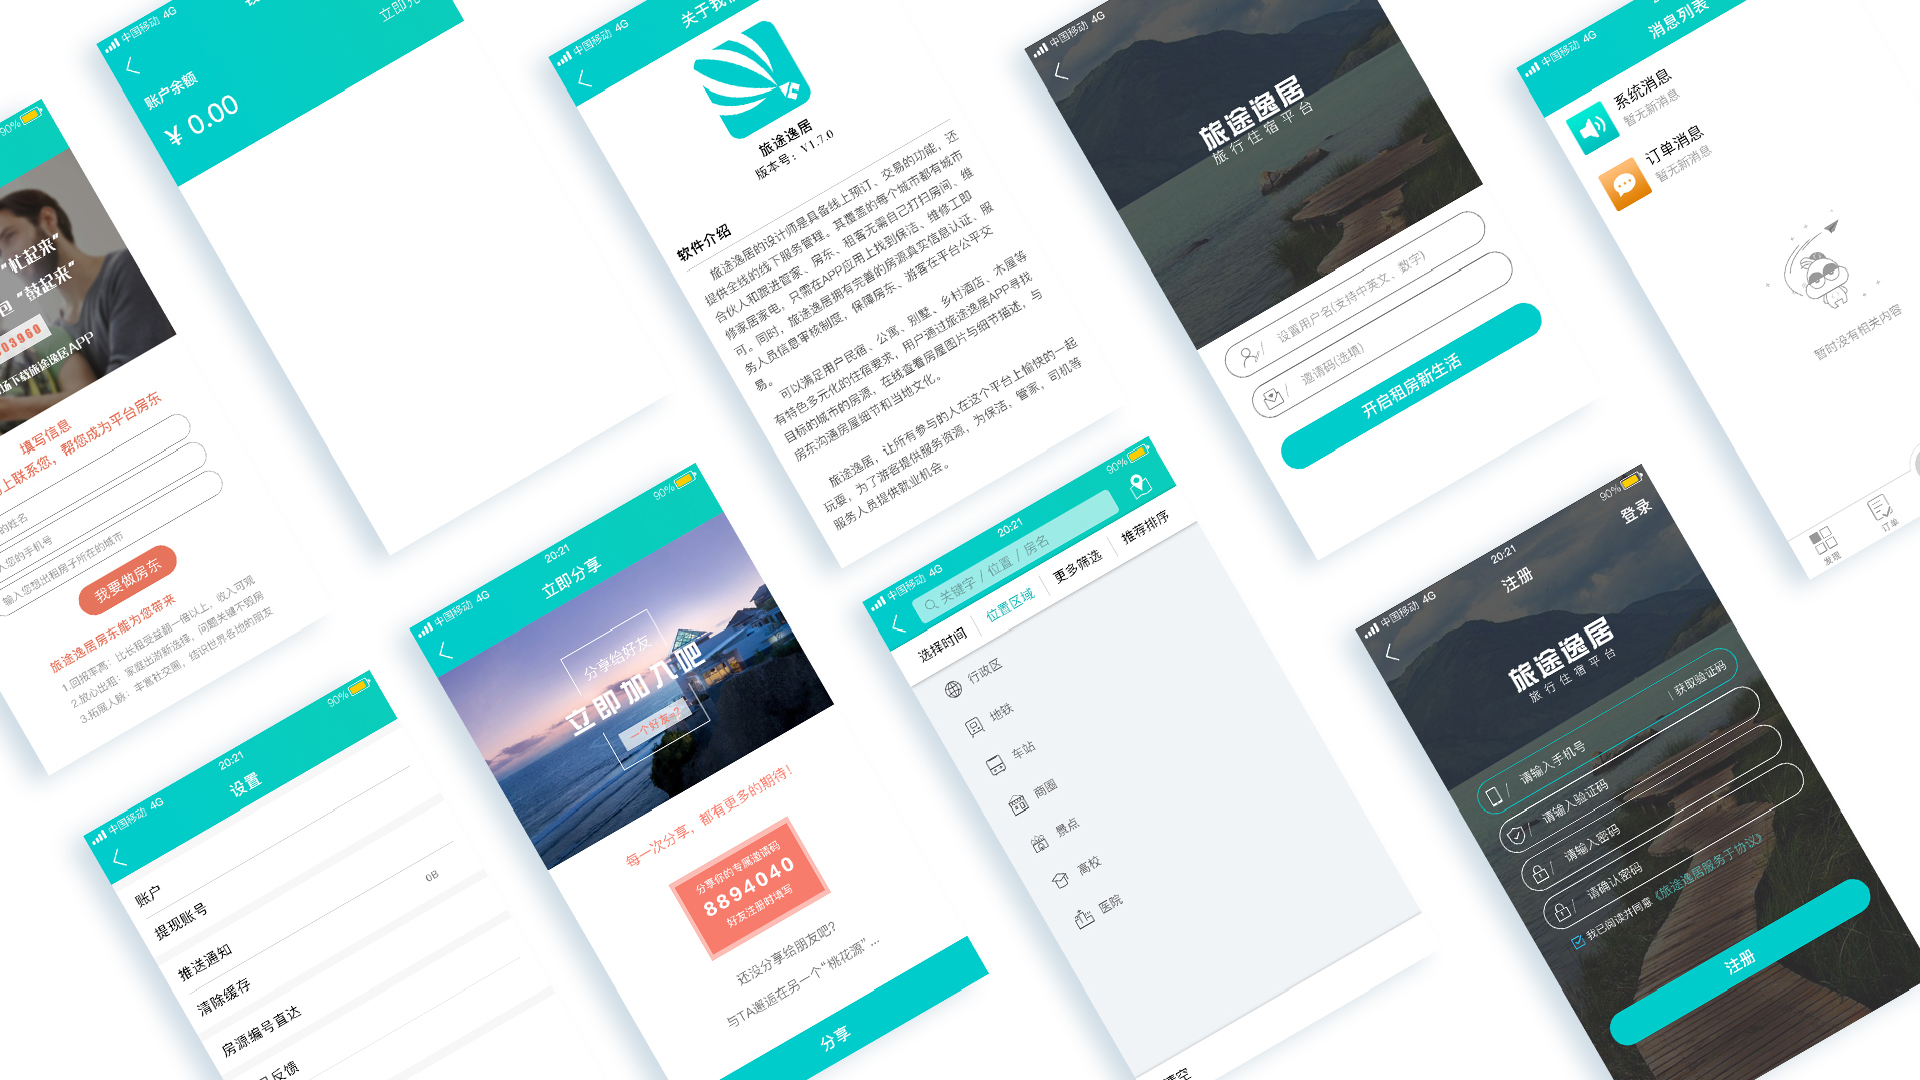 中国移动 4G
账户余额
¥ 0.00
中国移动 4G
旅途逸居
版本号：V1.7.0
软件介绍
旅途逸居的设计师是具备线上预订、交易的功能，还
提供全线的线下服务管理。其覆盖的每个城市都有城市
合伙人和跟进管家、房东、租客无需自己打扫房间、维
修家居家电，只需在APP应用上找到保洁、维修工即
可。同时，旅途逸居拥有完善的房源真实信息认证、服
务人员信息审核制度，保障房东、游客在平台公平交
易。
可以满足用户民宿、公寓、别墅、乡村酒店、木屋等
有特色多元化的住宿要求，用户通过旅途逸居APP寻找
目标的城市的房源，在线查看房屋图片与细节描述，与
房东沟通房屋细节和当地文化。
旅途逸居，让所有参与的人在这个平台上愉快的一起
玩耍，为了游客提供服务资源，为保洁，管家，司机等
服务人员提供就业机会。
中国移动 4G
旅途逸居
旅行住宿平台
设置用户名(支持中英文、数字)
邀请码(选填)
开启租房新生活
中国移动 4G
消息列表
系统消息
暂无新消息
订单消息
暂无新消息
暂时没有相关内容
发现
订单
90%
“忙起来”
“鼓起来”
场下载旅途逸居APP
填写信息
上联系您，帮您成为平台房东
的姓名
您的手机号
输入您想出租房子所在的城市
我要做房东
旅途逸居房东能为您带来
1.回报率高：比长租受益翻一倍以上，收入可观
2.放心出租：家庭出游新选择，问题关键不毁房
3.拓展人脉：丰富社交圈，结识世界各地的朋友
中国移动 4G
20:21
90%
设置
账户
提现账号
推送通知
清除缓存
0B
房源编号直达
反馈
中国移动 4G
20:21
90%
立即分享
分享给好友
立即加入吧
一个好友=?
每一次分享，都有更多的期待！
分享你的专属邀请码
8894040
好友注册时填写
还没分享给朋友吧？
与TA邂逅在另一个“桃花源”...
分享
中国移动 4G
20:21
90%
关键字 / 位置 / 房名
选择时间
位置区域
更多筛选
推荐排序
行政区
地铁
车站
商圈
景点
高校
医院
中国移动 4G
20:21
90%
注册
登录
旅途逸居
旅行住宿平台
请输入手机号
获取验证码
请输入验证码
请输入密码
请确认密码
我已阅读并同意《旅途逸居服务于协议》
注册